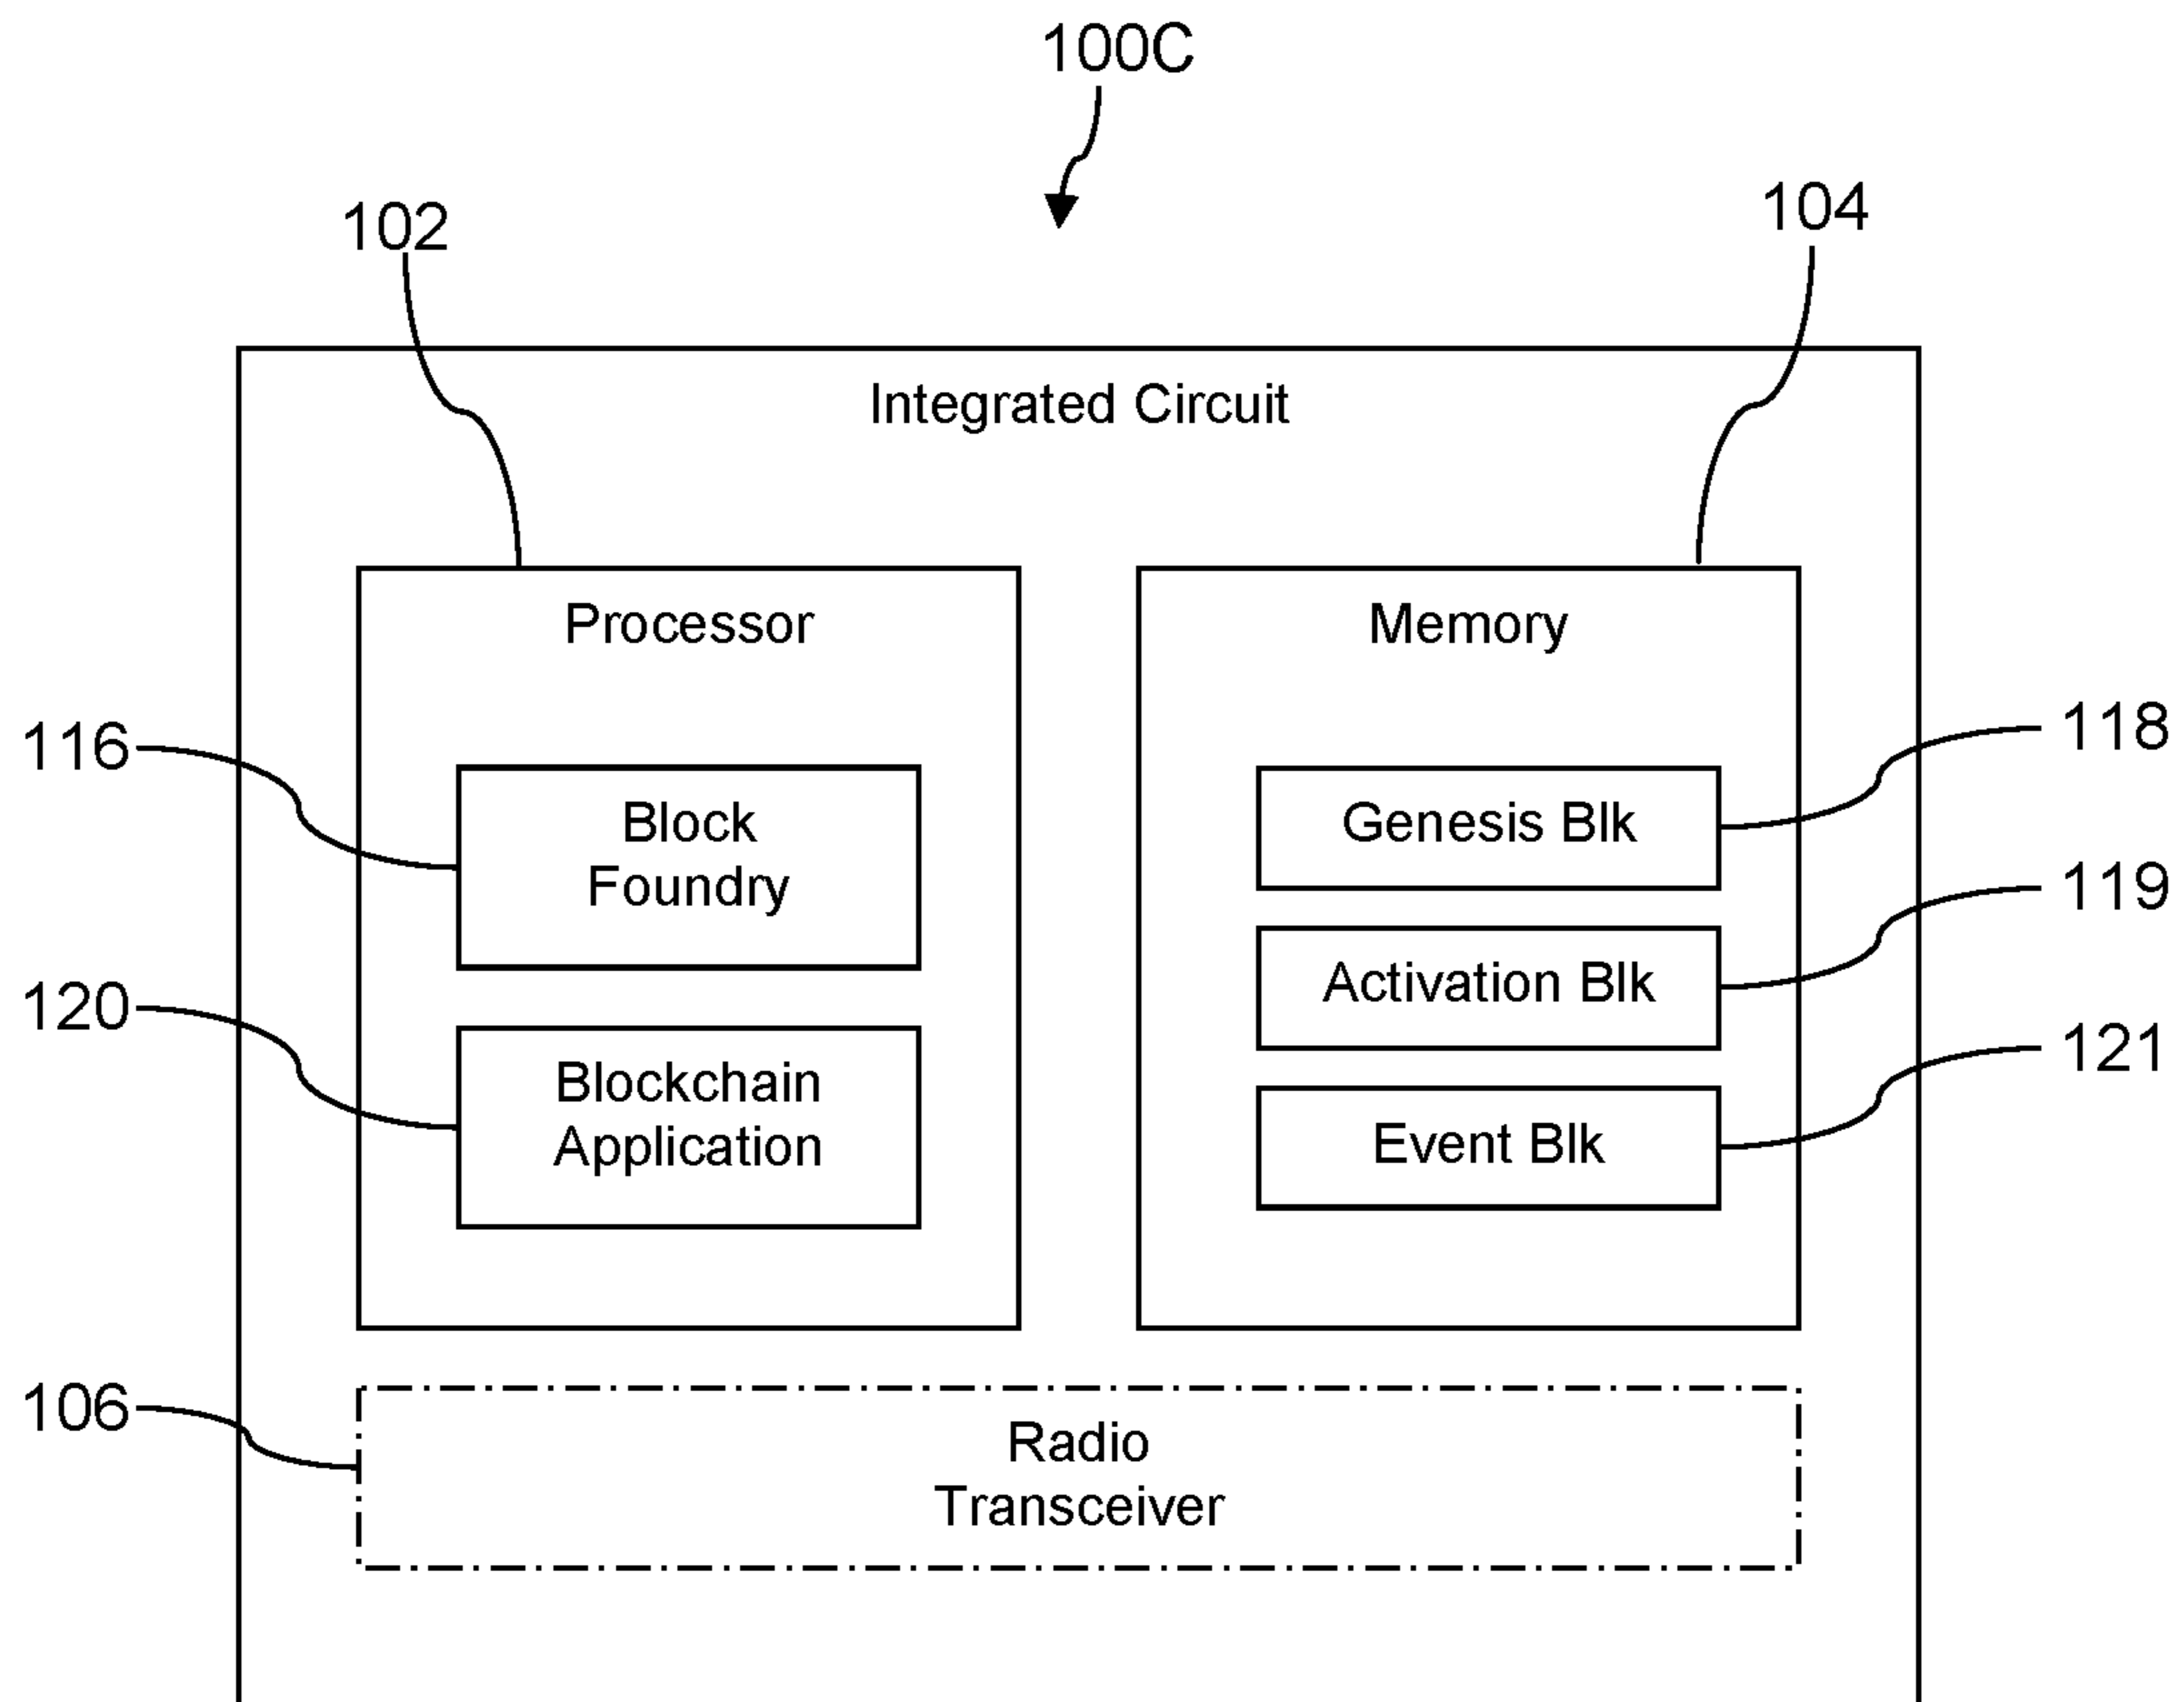 100C
102
104
Integrated Circuit
Processor
Memory
116
118
Block
Foundry
Genesis Blk
119
120
Activation Blk
Blockchain
Application
121
Event Blk
106
Radio
Transceiver